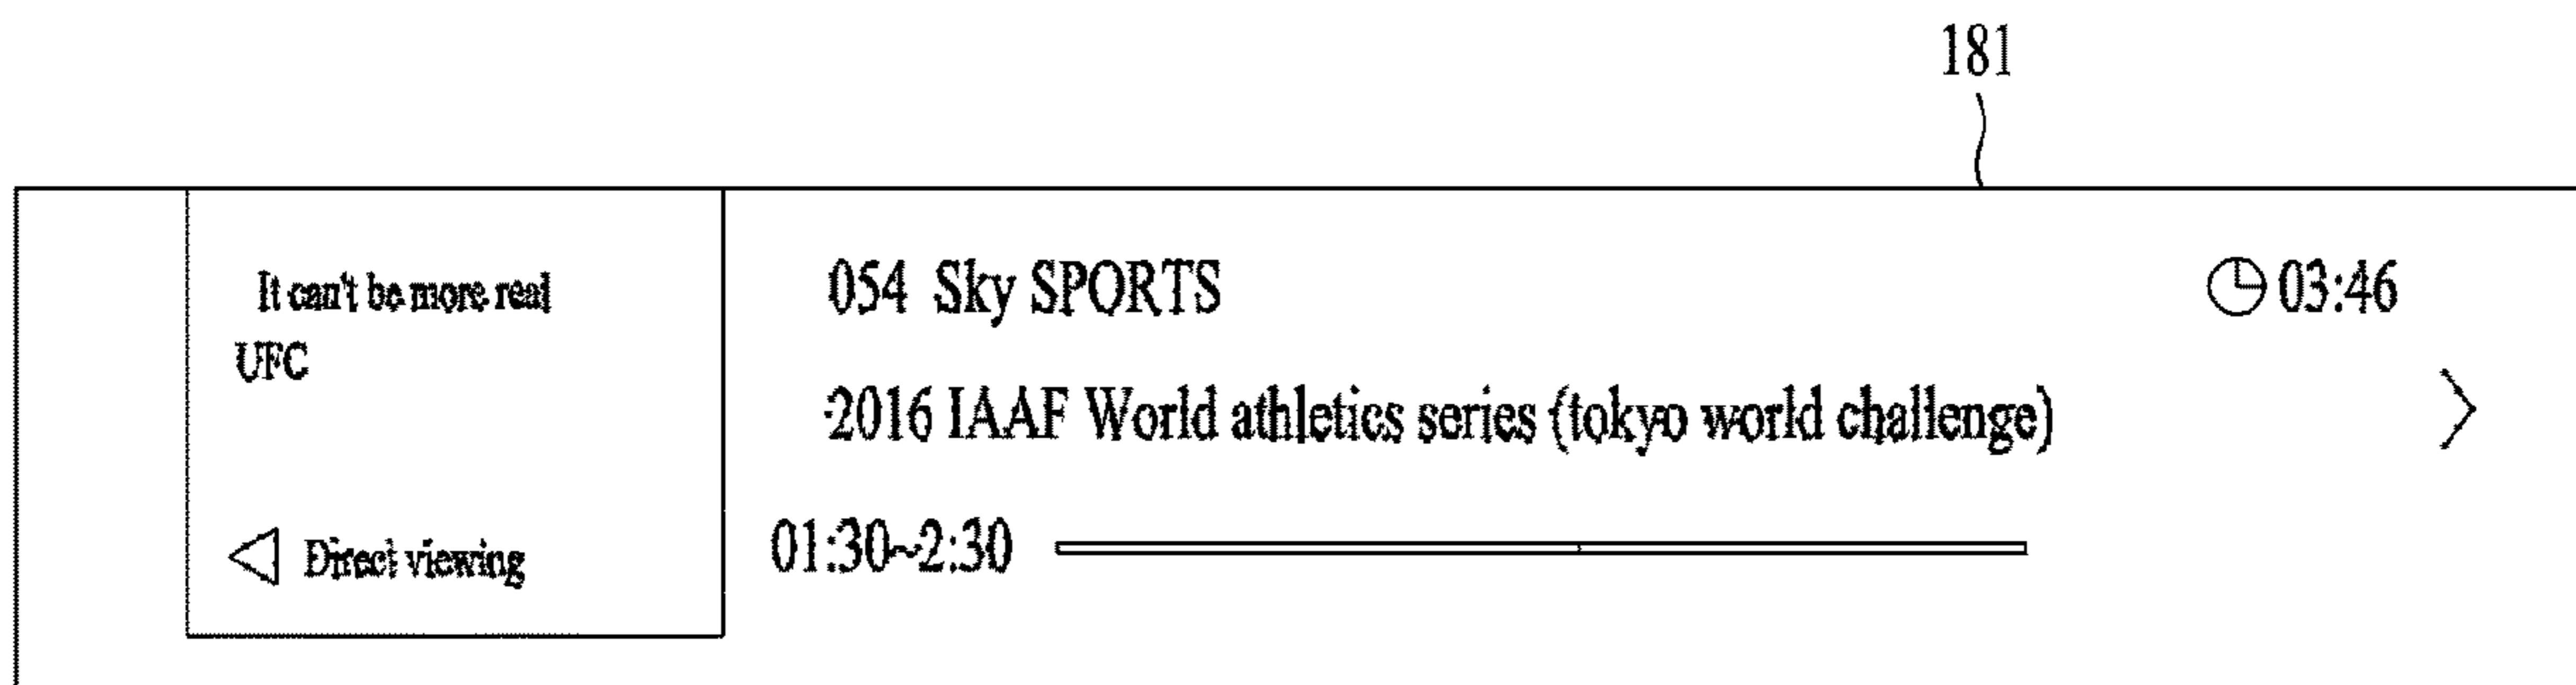 181
It can't be more real
UFC
Direct viewing
054 Sky SPORTS
03:46
2016 IAAF World athletics series (tokyo world challenge)
01:30~2:30